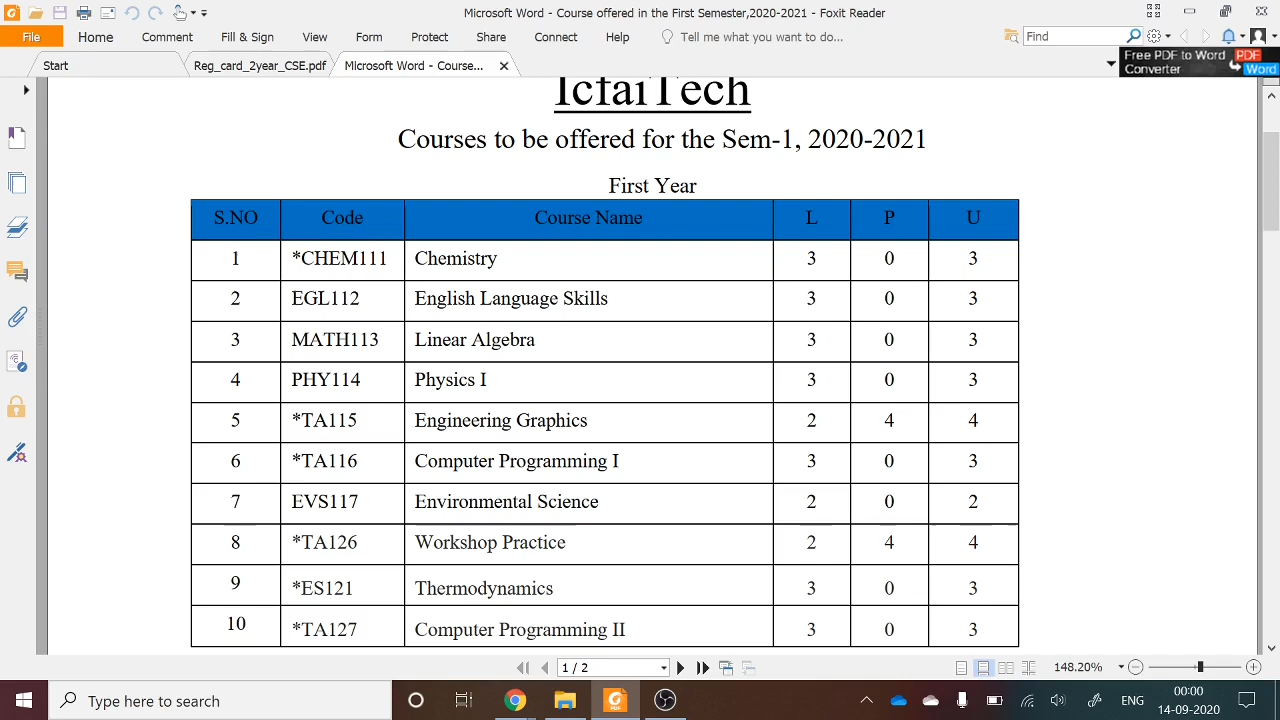 Microsoft Word - Course offered in the First Semester,2020-2021 - Foxit Reader
File Home Comment Fill & Sign View Form Protect Share Connect Help Tell me what you want to do... Find
Start Reg_card_2year_CSE.pdf Microsoft Word - Cours...
Free PDF to Word Converter PDF Word
IcfaiTech
Courses to be offered for the Sem-1, 2020-2021
First Year
S.NO Code Course Name L P U
1 *CHEM111 Chemistry 3 0 3
2 EGL112 English Language Skills 3 0 3
3 MATH113 Linear Algebra 3 0 3
4 PHY114 Physics I 3 0 3
5 *TA115 Engineering Graphics 2 4 4
6 *TA116 Computer Programming I 3 0 3
7 EVS117 Environmental Science 2 0 2
8 *TA126 Workshop Practice 2 4 4
9 *ES121 Thermodynamics 3 0 3
10 *TA127 Computer Programming II 3 0 3
1 / 2 148.20%
Type here to search ENG 00:00
14-09-2020